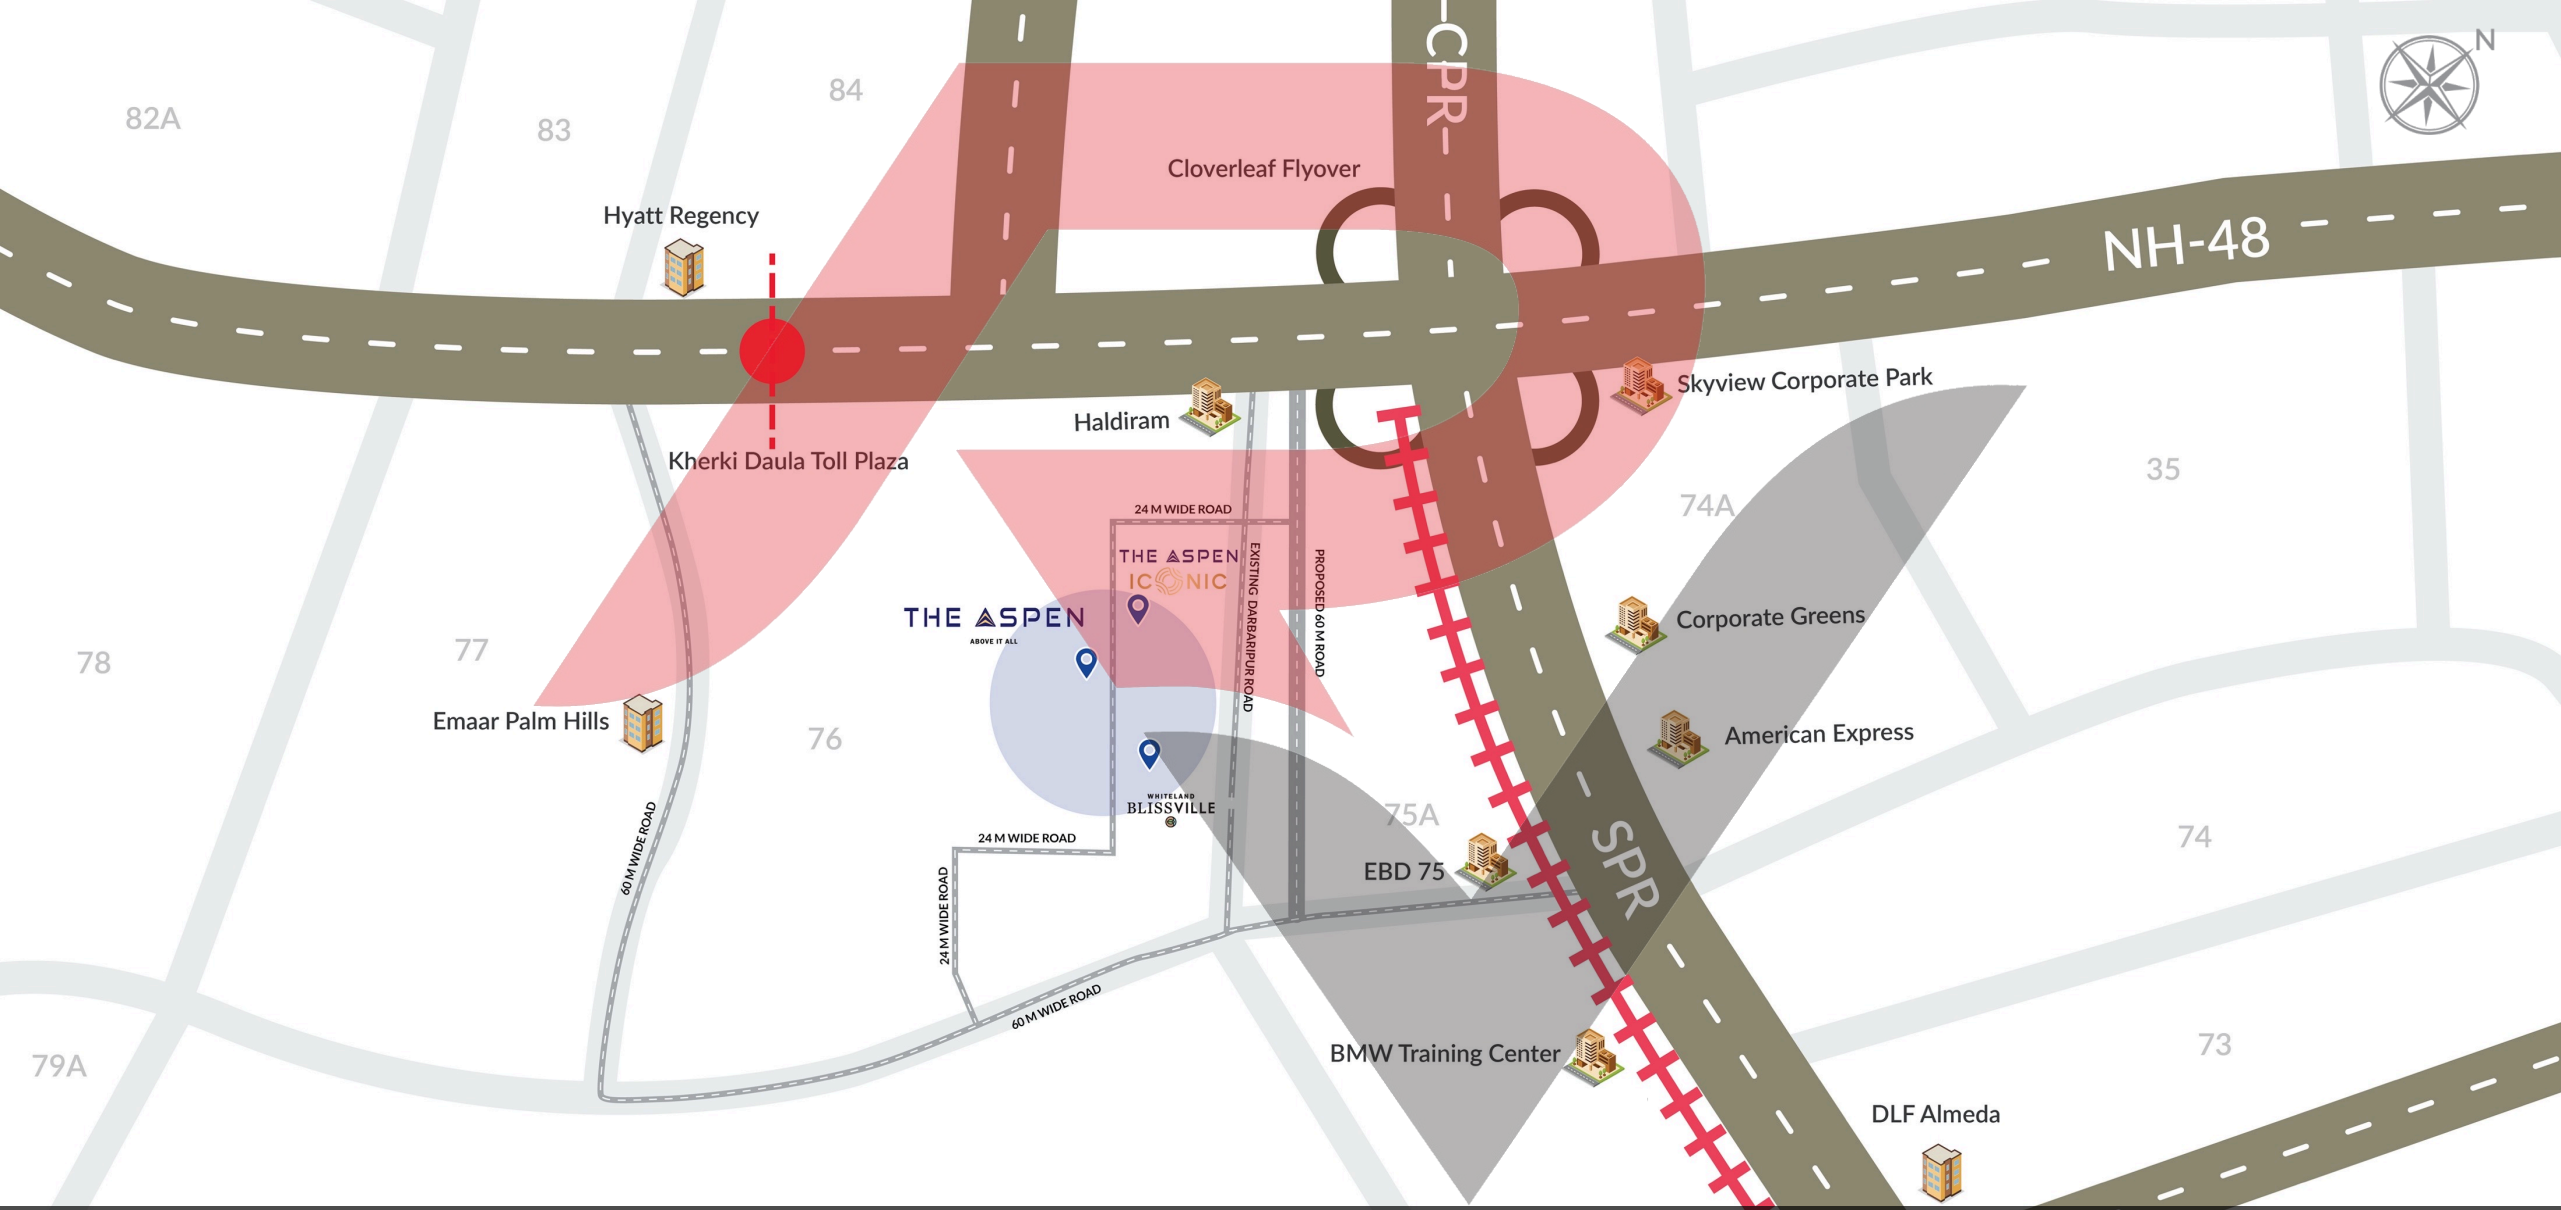 CPR
N
84
82A
83
Cloverleaf Flyover
Hyatt Regency
NH-48
Skyview Corporate Park
Haldiram
Kherki Daula Toll Plaza
35
74A
24 M WIDE ROAD
THE ASPEN
ICONIC
EXISTING DARBARIPUR ROAD
PROPOSED 60 M ROAD
THE ASPEN
ABOVE IT ALL
Corporate Greens
77
78
Emaar Palm Hills
76
American Express
WHITELAND
BLISSVILLE
75A
24 M WIDE ROAD
60 M WIDE ROAD
EBD 75
SPR
74
24 M WIDE ROAD
60 M WIDE ROAD
BMW Training Center
73
79A
DLF Almeda